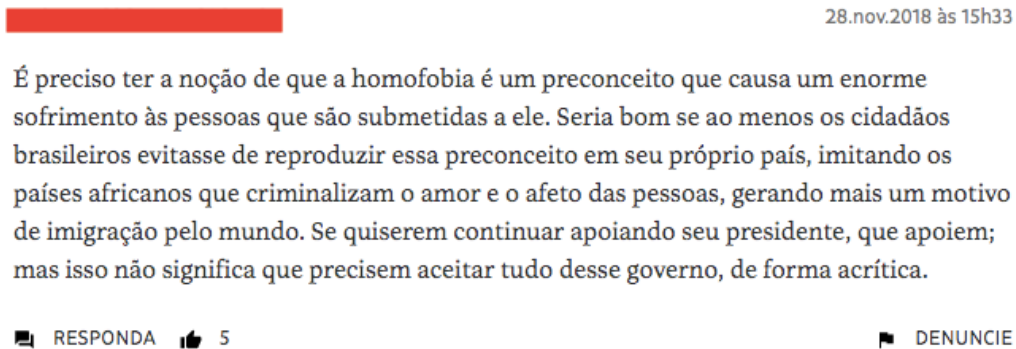 28.nov.2018 às 15h33
É preciso ter a noção de que a homofobia é um preconceito que causa um enorme
sofrimento às pessoas que são submetidas a ele. Seria bom se ao menos os cidadãos
brasileiros evitasse de reproduzir essa preconceito em seu próprio país, imitando os
países africanos que criminalizam o amor e o afeto das pessoas, gerando mais um motivo
de imigração pelo mundo. Se quiserem continuar apoiando seu presidente, que apoiem;
mas isso não significa que precisem aceitar tudo desse governo, de forma acrítica.
RESPONDA 5 DENUNCIE